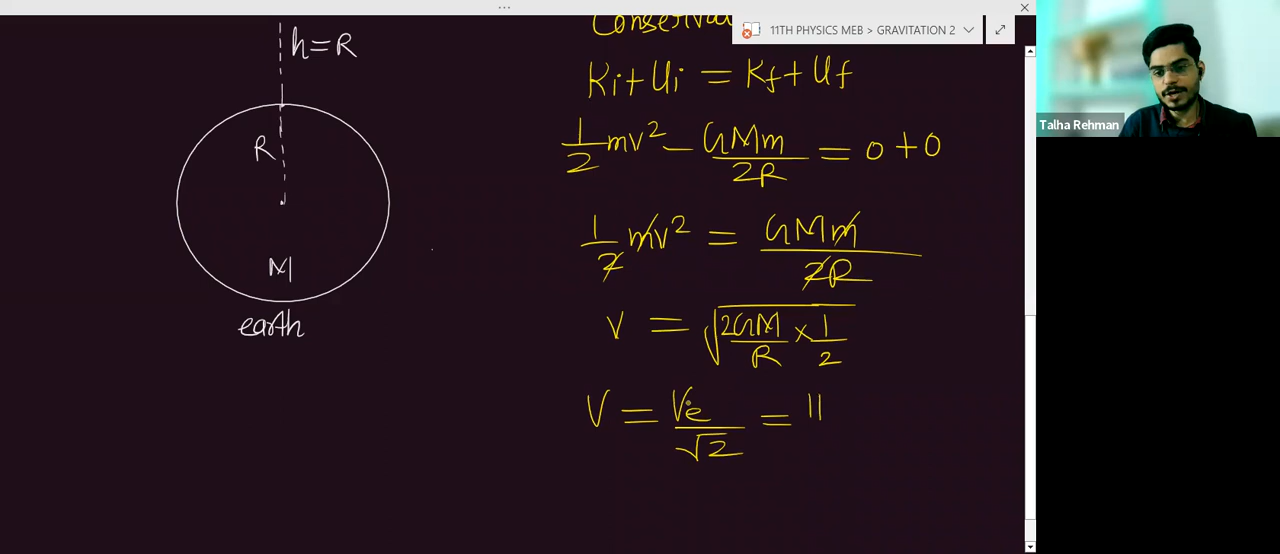 Conserva
11TH PHYSICS MEB > GRAVITATION 2
h=R
Ki+Ui = Kf+Uf
Talha Rehman
1/2 mv² - GMm/2R = 0+0
R
1/2 mv² = GMm/2R
M
earth
V = √(2GM/R × 1/2)
V = Ve/√2 = 11